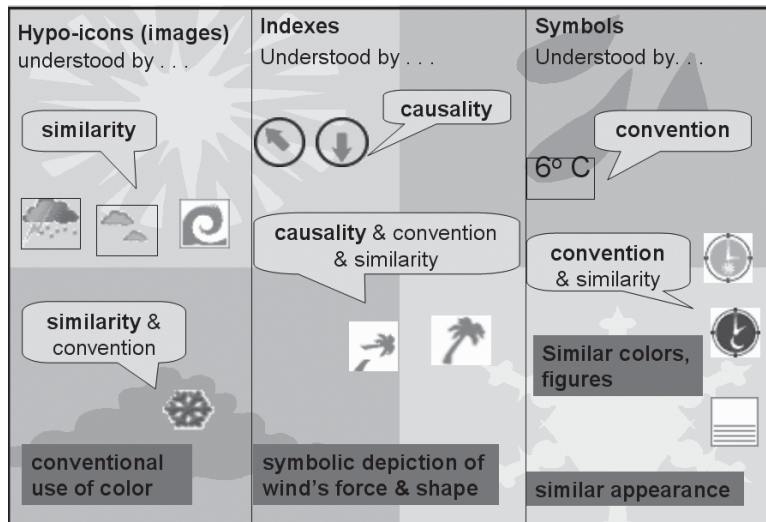 Hypo-icons (images)
understood by . . .
similarity
similarity &
convention
conventional
use of color
Indexes
Understood by . . .
causality
causality & convention
& similarity
symbolic depiction of
wind's force & shape
Symbols
Understood by. . .
convention
6° C
convention
& similarity
Similar colors,
figures
similar appearance